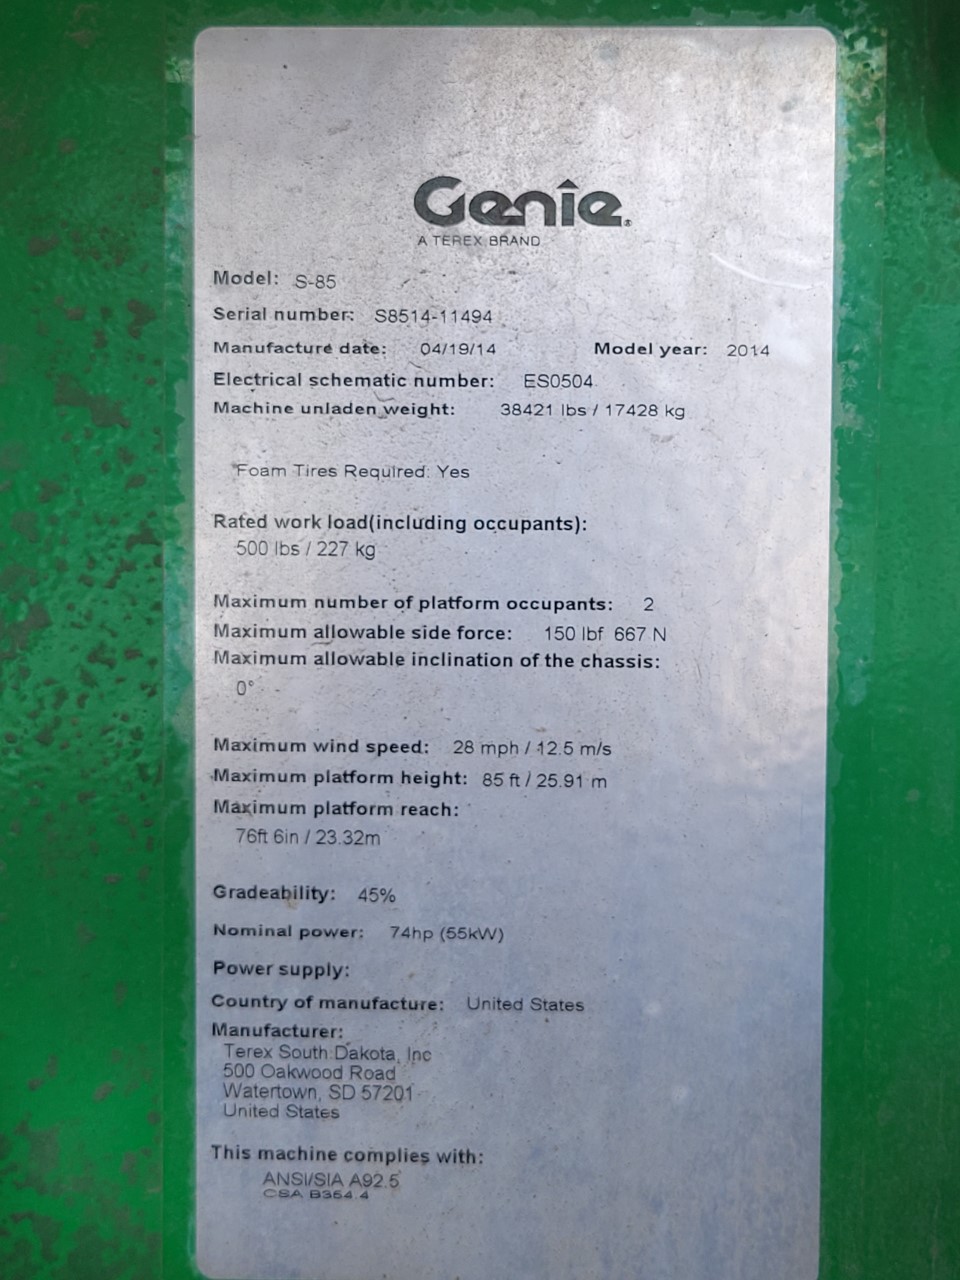 Genie®
A TEREX BRAND
Model: S-85
Serial number: S8514-11494
Manufacture date: 04/19/14 Model year: 2014
Electrical schematic number: ES0504
Machine unladen weight: 38421 lbs / 17428 kg
Foam Tires Required: Yes
Rated work load(including occupants):
500 lbs / 227 kg
Maximum number of platform occupants: 2
Maximum allowable side force: 150 lbf 667 N
Maximum allowable inclination of the chassis:
0°
Maximum wind speed: 28 mph / 12.5 m/s
Maximum platform height: 85 ft / 25.91 m
Maximum platform reach:
76ft 6in / 23.32m
Gradeability: 45%
Nominal power: 74hp (55kW)
Power supply:
Country of manufacture: United States
Manufacturer:
Terex South Dakota, Inc
500 Oakwood Road
Watertown, SD 57201
United States
This machine complies with:
ANSI/SIA A92.5
CSA B354.4